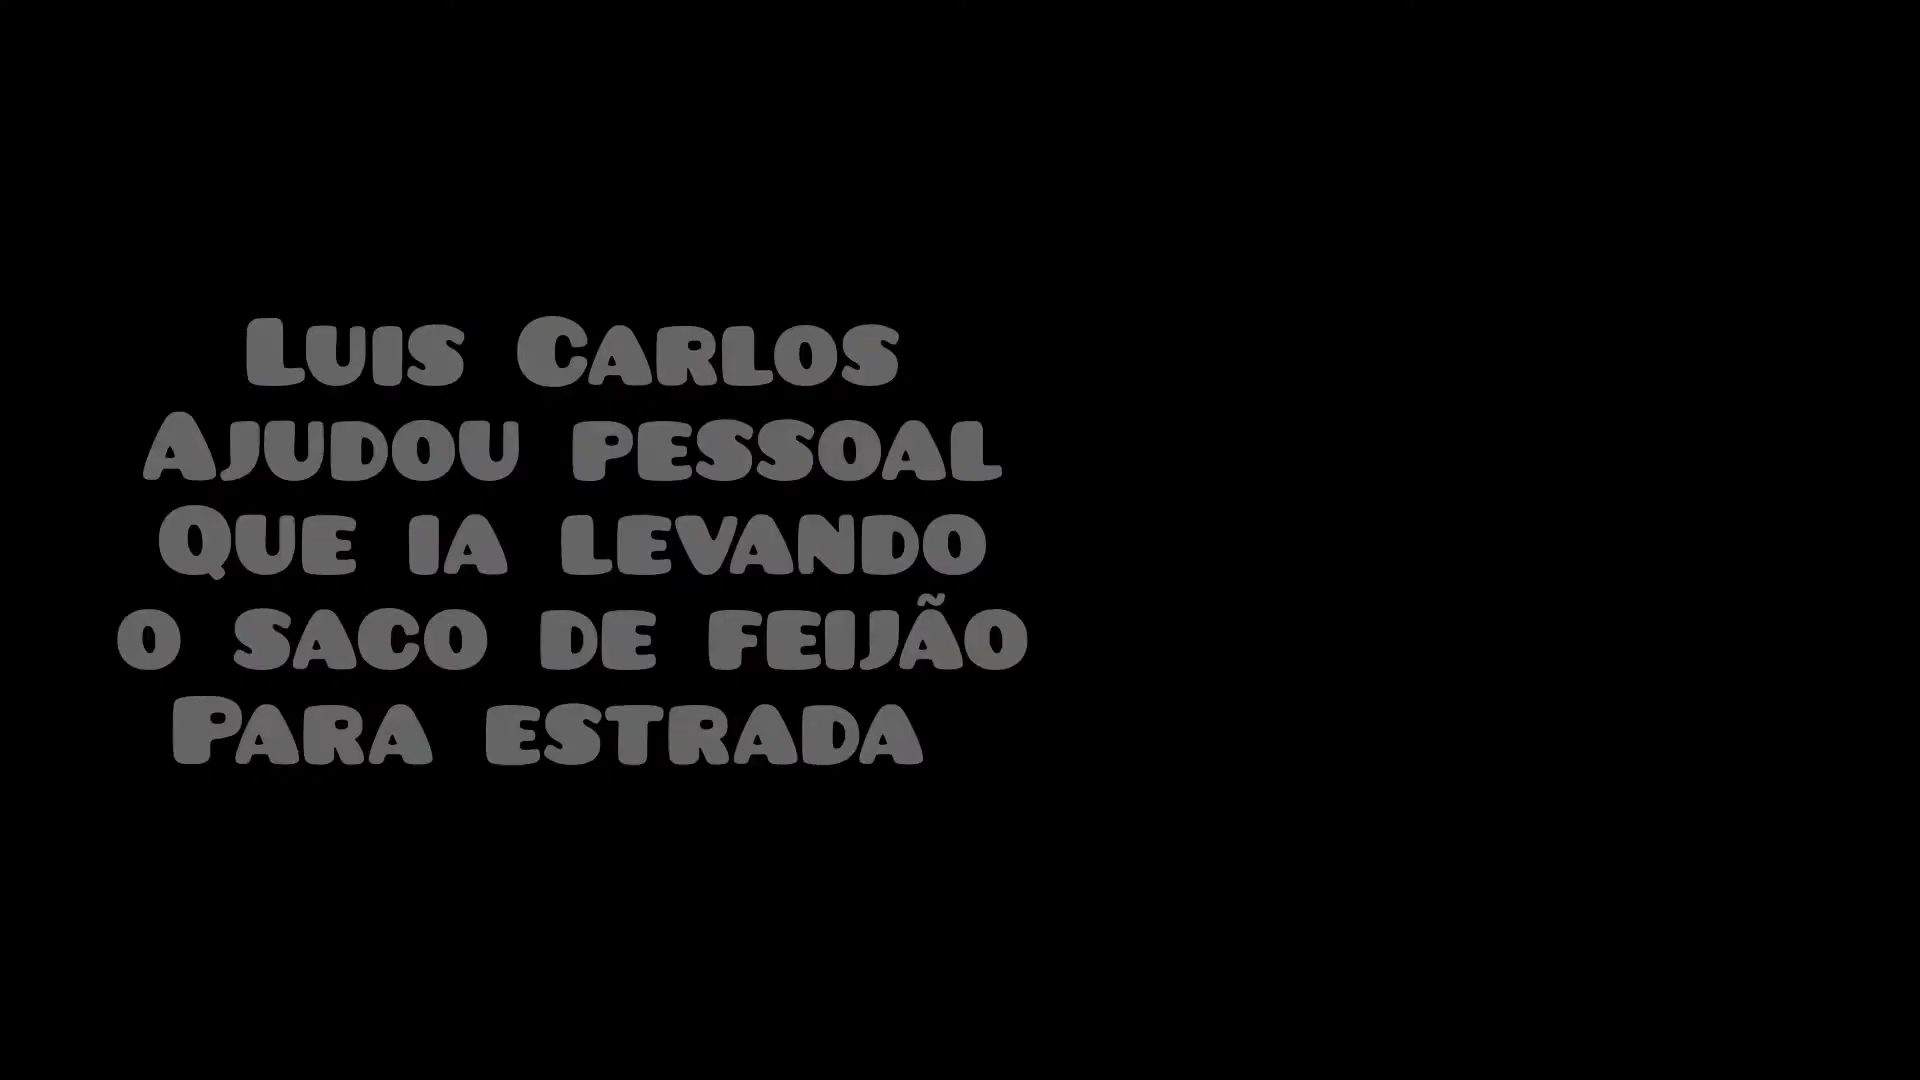 Luis Carlos
Ajudou pessoal
Que ia levando
o saco de feijão
Para estrada